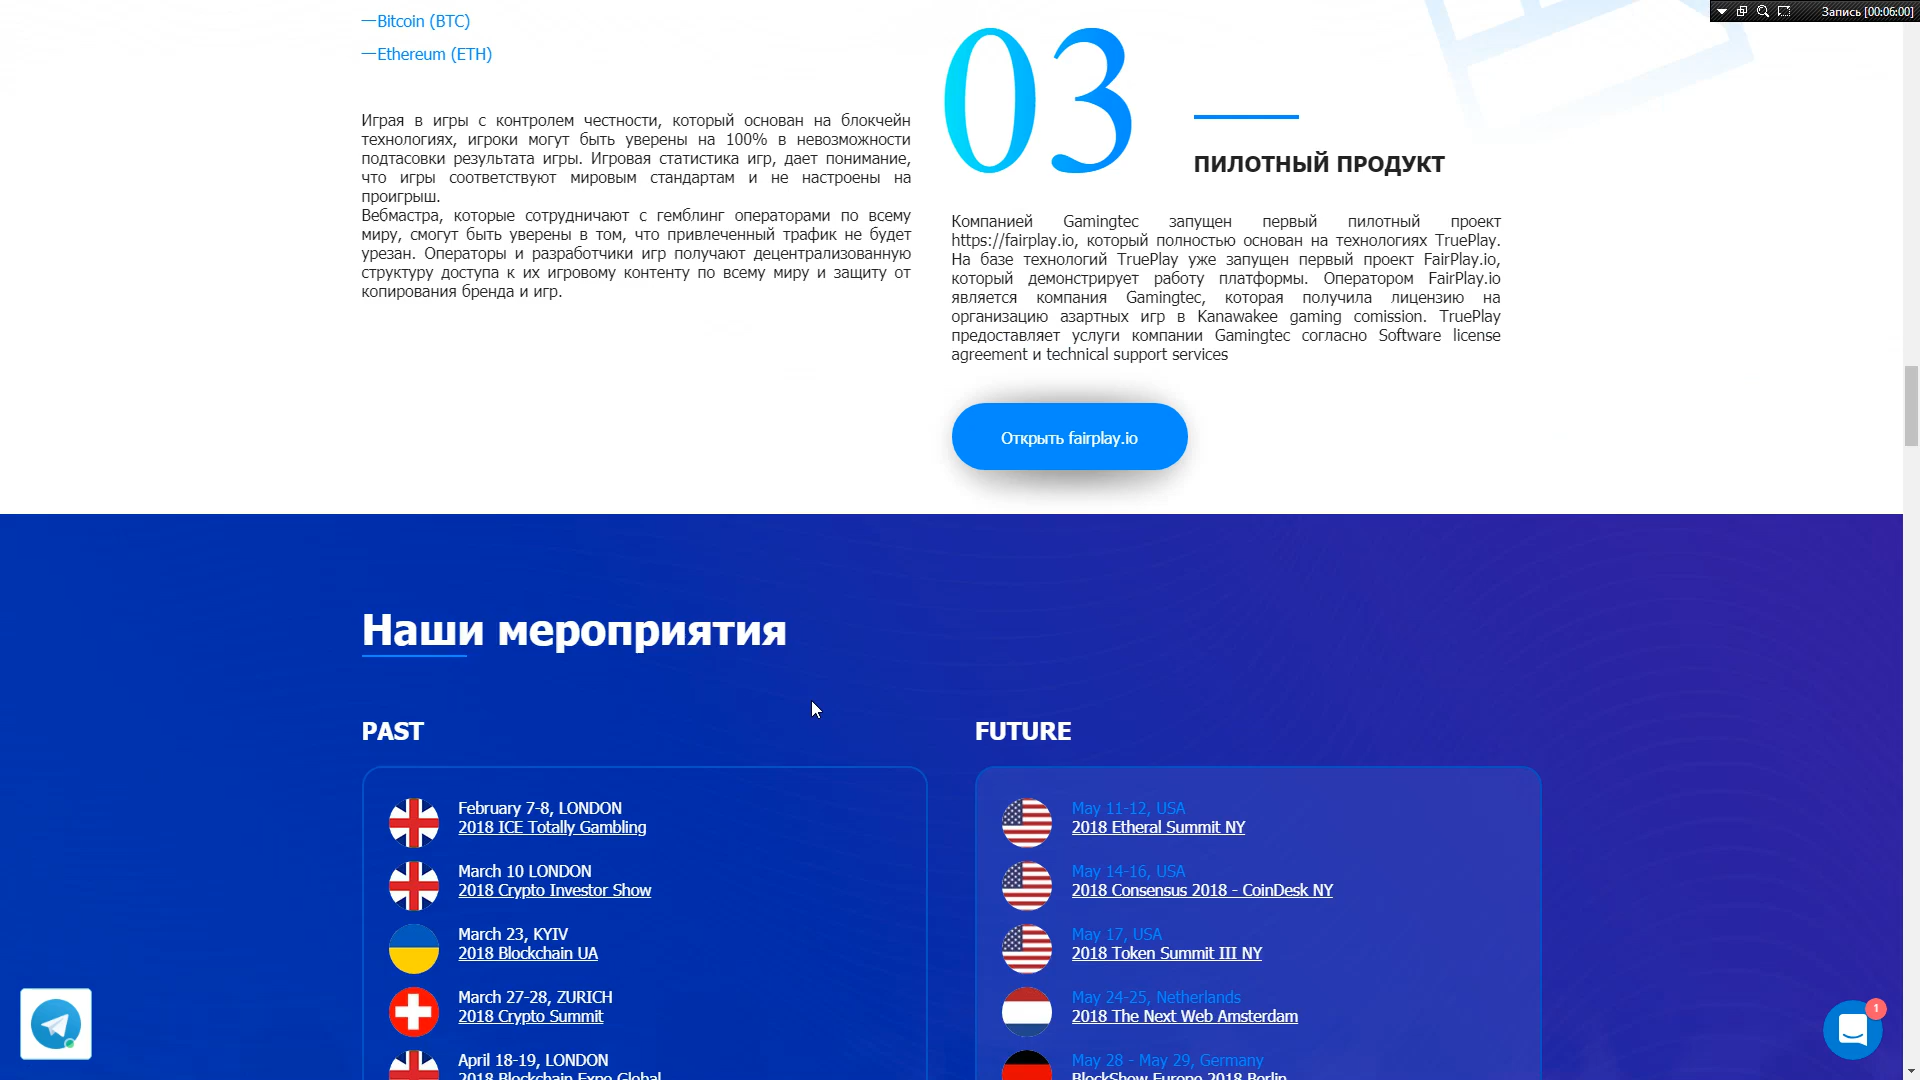 Запись [00:06:00]
—Bitcoin (BTC)
—Ethereum (ETH)
Играя в игры с контролем честности, который основан на блокчейн
технологиях, игроки могут быть уверены на 100% в невозможности
подтасовки результата игры. Игровая статистика игр, дает понимание,
что игры соответствуют мировым стандартам и не настроены на
проигрыш.
Вебмастра, которые сотрудничают с гемблинг операторами по всему
миру, смогут быть уверены в том, что привлеченный трафик не будет
урезан. Операторы и разработчики игр получают децентрализованную
структуру доступа к их игровому контенту по всему миру и защиту от
копирования бренда и игр.
03
ПИЛОТНЫЙ ПРОДУКТ
Компанией Gamingtec запущен первый пилотный проект
https://fairplay.io, который полностью основан на технологиях TruePlay.
На базе технологий TruePlay уже запущен первый проект FairPlay.io,
который демонстрирует работу платформы. Оператором FairPlay.io
является компания Gamingtec, которая получила лицензию на
организацию азартных игр в Kanawakee gaming comission. TruePlay
предоставляет услуги компании Gamingtec согласно Software license
agreement и technical support services
Открыть fairplay.io
Наши мероприятия
PAST
February 7-8, LONDON
2018 ICE Totally Gambling
March 10 LONDON
2018 Crypto Investor Show
March 23, KYIV
2018 Blockchain UA
March 27-28, ZURICH
2018 Crypto Summit
April 18-19, LONDON
2018 Blockchain Expo Global
FUTURE
May 11-12, USA
2018 Etheral Summit NY
May 14-16, USA
2018 Consensus 2018 - CoinDesk NY
May 17, USA
2018 Token Summit III NY
May 24-25, Netherlands
2018 The Next Web Amsterdam
May 28 - May 29, Germany
BlockShow Europe 2018 Berlin
1